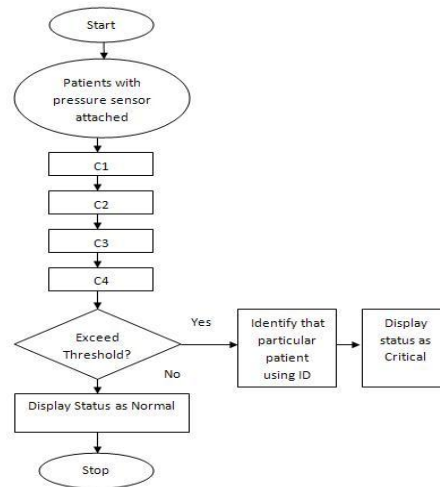 Start
Patients with
pressure sensor
attached
C1
C2
C3
C4
Exceed
Threshold?
Yes
No
Identify that
particular
patient
using ID
Display
status as
Critical
Display Status as Normal
Stop